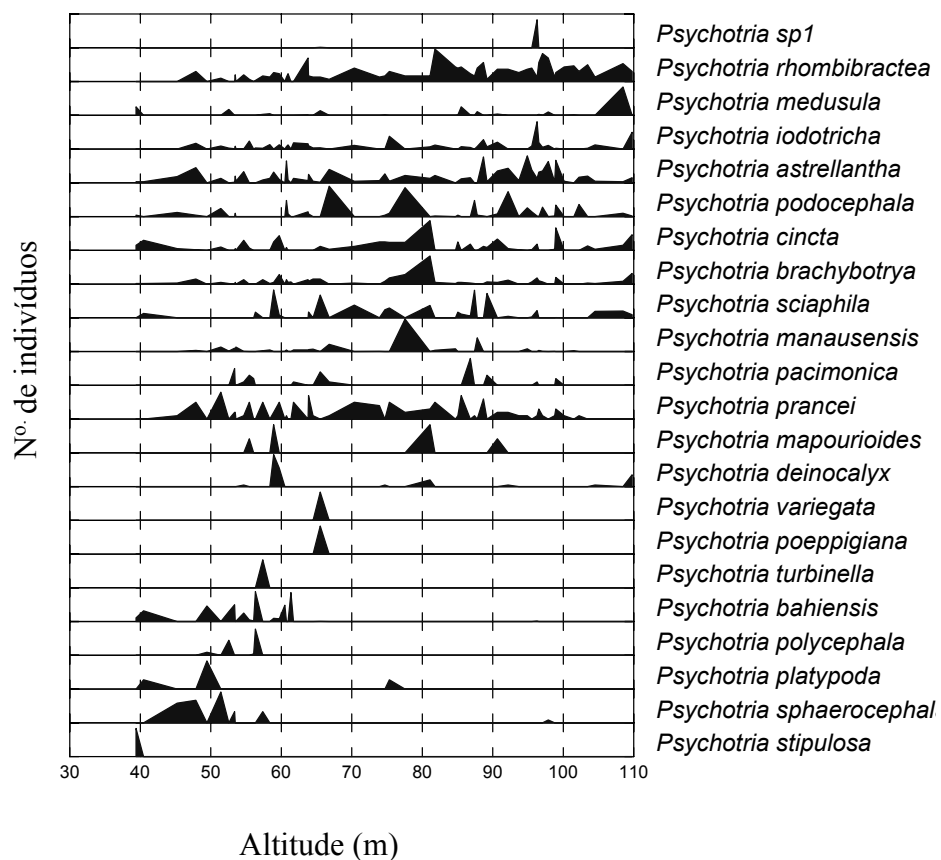 Psychotria sp1
Psychotria rhombibractea
Psychotria medusula
Psychotria iodotricha
Psychotria astrellantha
Psychotria podocephala
Psychotria cincta
Psychotria brachybotrya
Psychotria sciaphila
Psychotria manausensis
Psychotria pacimonica
Psychotria prancei
Psychotria mapourioides
Psychotria deinocalyx
Psychotria variegata
Psychotria poeppigiana
Psychotria turbinella
Psychotria bahiensis
Psychotria polycephala
Psychotria platypoda
Psychotria sphaerocephal
Psychotria stipulosa
Nº. de indivíduos
30 40 50 60 70 80 90 100 110
Altitude (m)